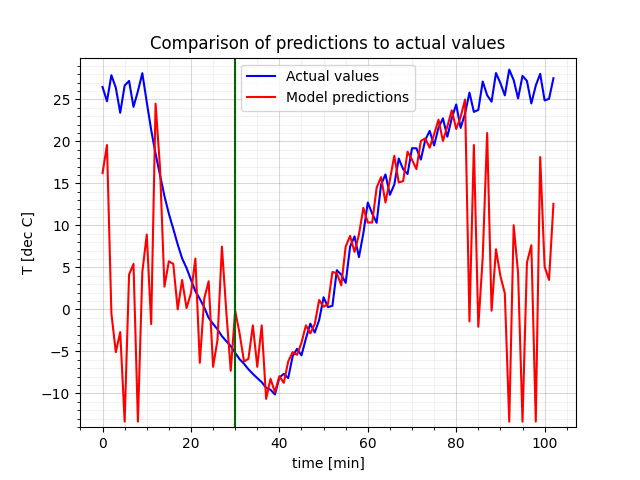 Comparison of predictions to actual values
Actual values
Model predictions
T [dec C]
25
20
15
10
5
0
−5
−10
0
20
40
60
80
100
time [min]